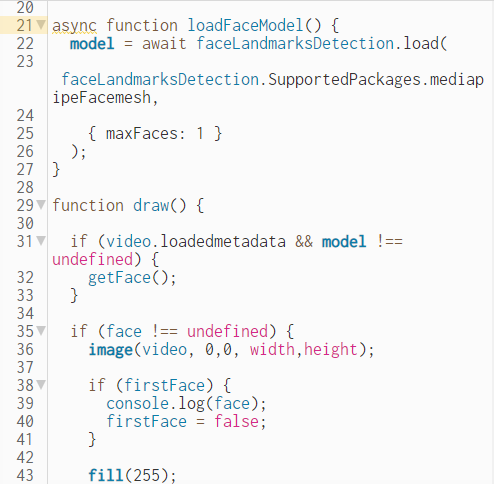 20
21 async function loadFaceModel() {
22 model = await faceLandmarksDetection.load(
23
faceLandmarksDetection.SupportedPackages.mediap
ipeFacemesh,
24
25 { maxFaces: 1 }
26 );
27 }
28
29 function draw() {
30
31 if (video.loadedmetadata && model !==
undefined) {
32 getFace();
33 }
34
35 if (face !== undefined) {
36 image(video, 0,0, width,height);
37
38 if (firstFace) {
39 console.log(face);
40 firstFace = false;
41 }
42
43 fill(255);